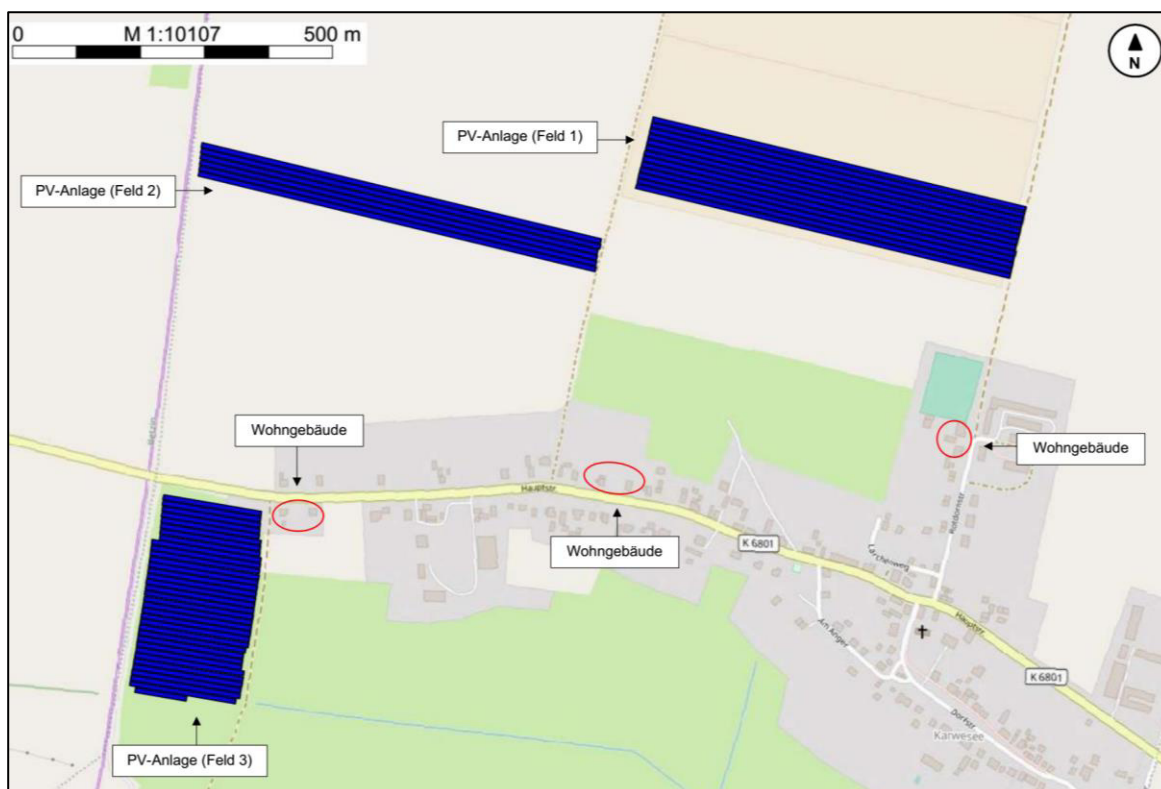 0 M 1:10107 500 m
N
PV-Anlage (Feld 1)
PV-Anlage (Feld 2)
Wohngebäude
Wohngebäude
Hauptstr.
Rotdornstr
Wohngebäude
K 6801
Lärchenweg
Hauptstr.
Am Anger
K 6801
Dorfstr.
Karwesee
PV-Anlage (Feld 3)